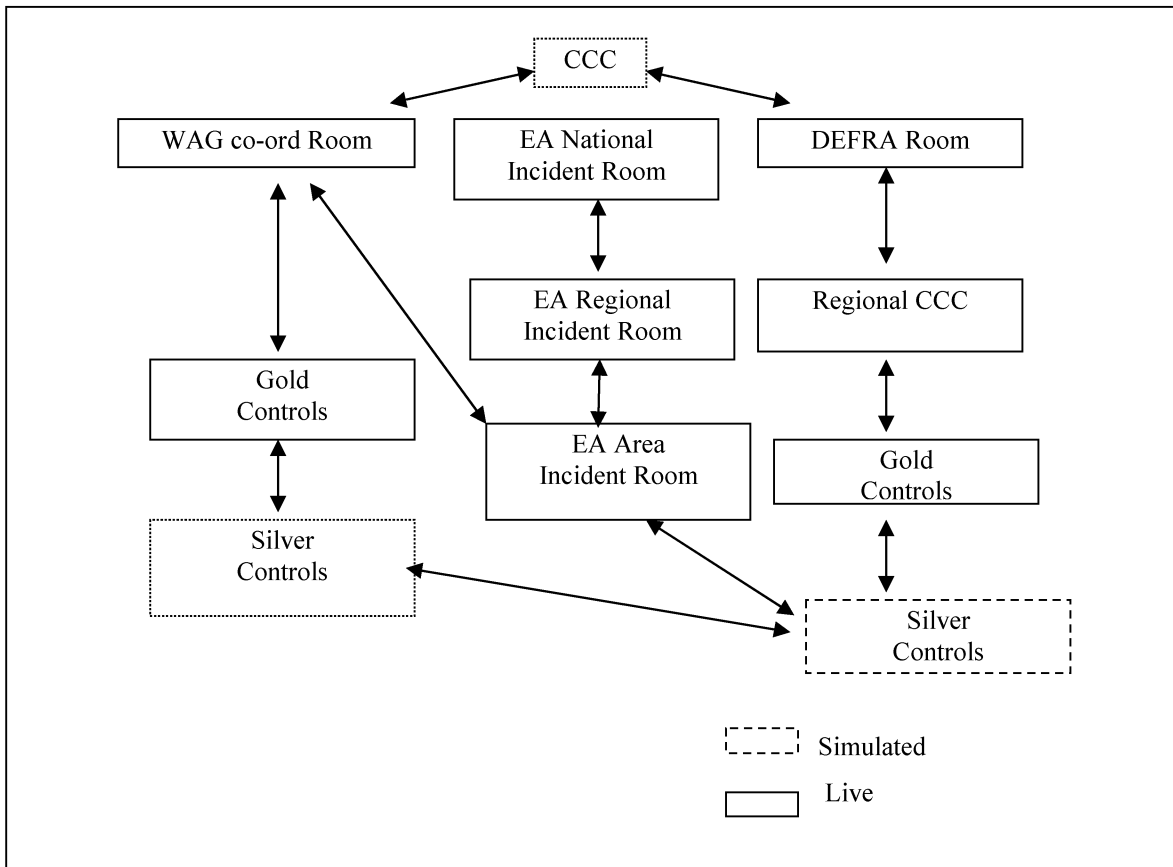 CCC
WAG co-ord Room
EA National
Incident Room
DEFRA Room
EA Regional
Incident Room
Regional CCC
Gold
Controls
EA Area
Incident Room
Gold
Controls
Silver
Controls
Silver
Controls
Simulated
Live